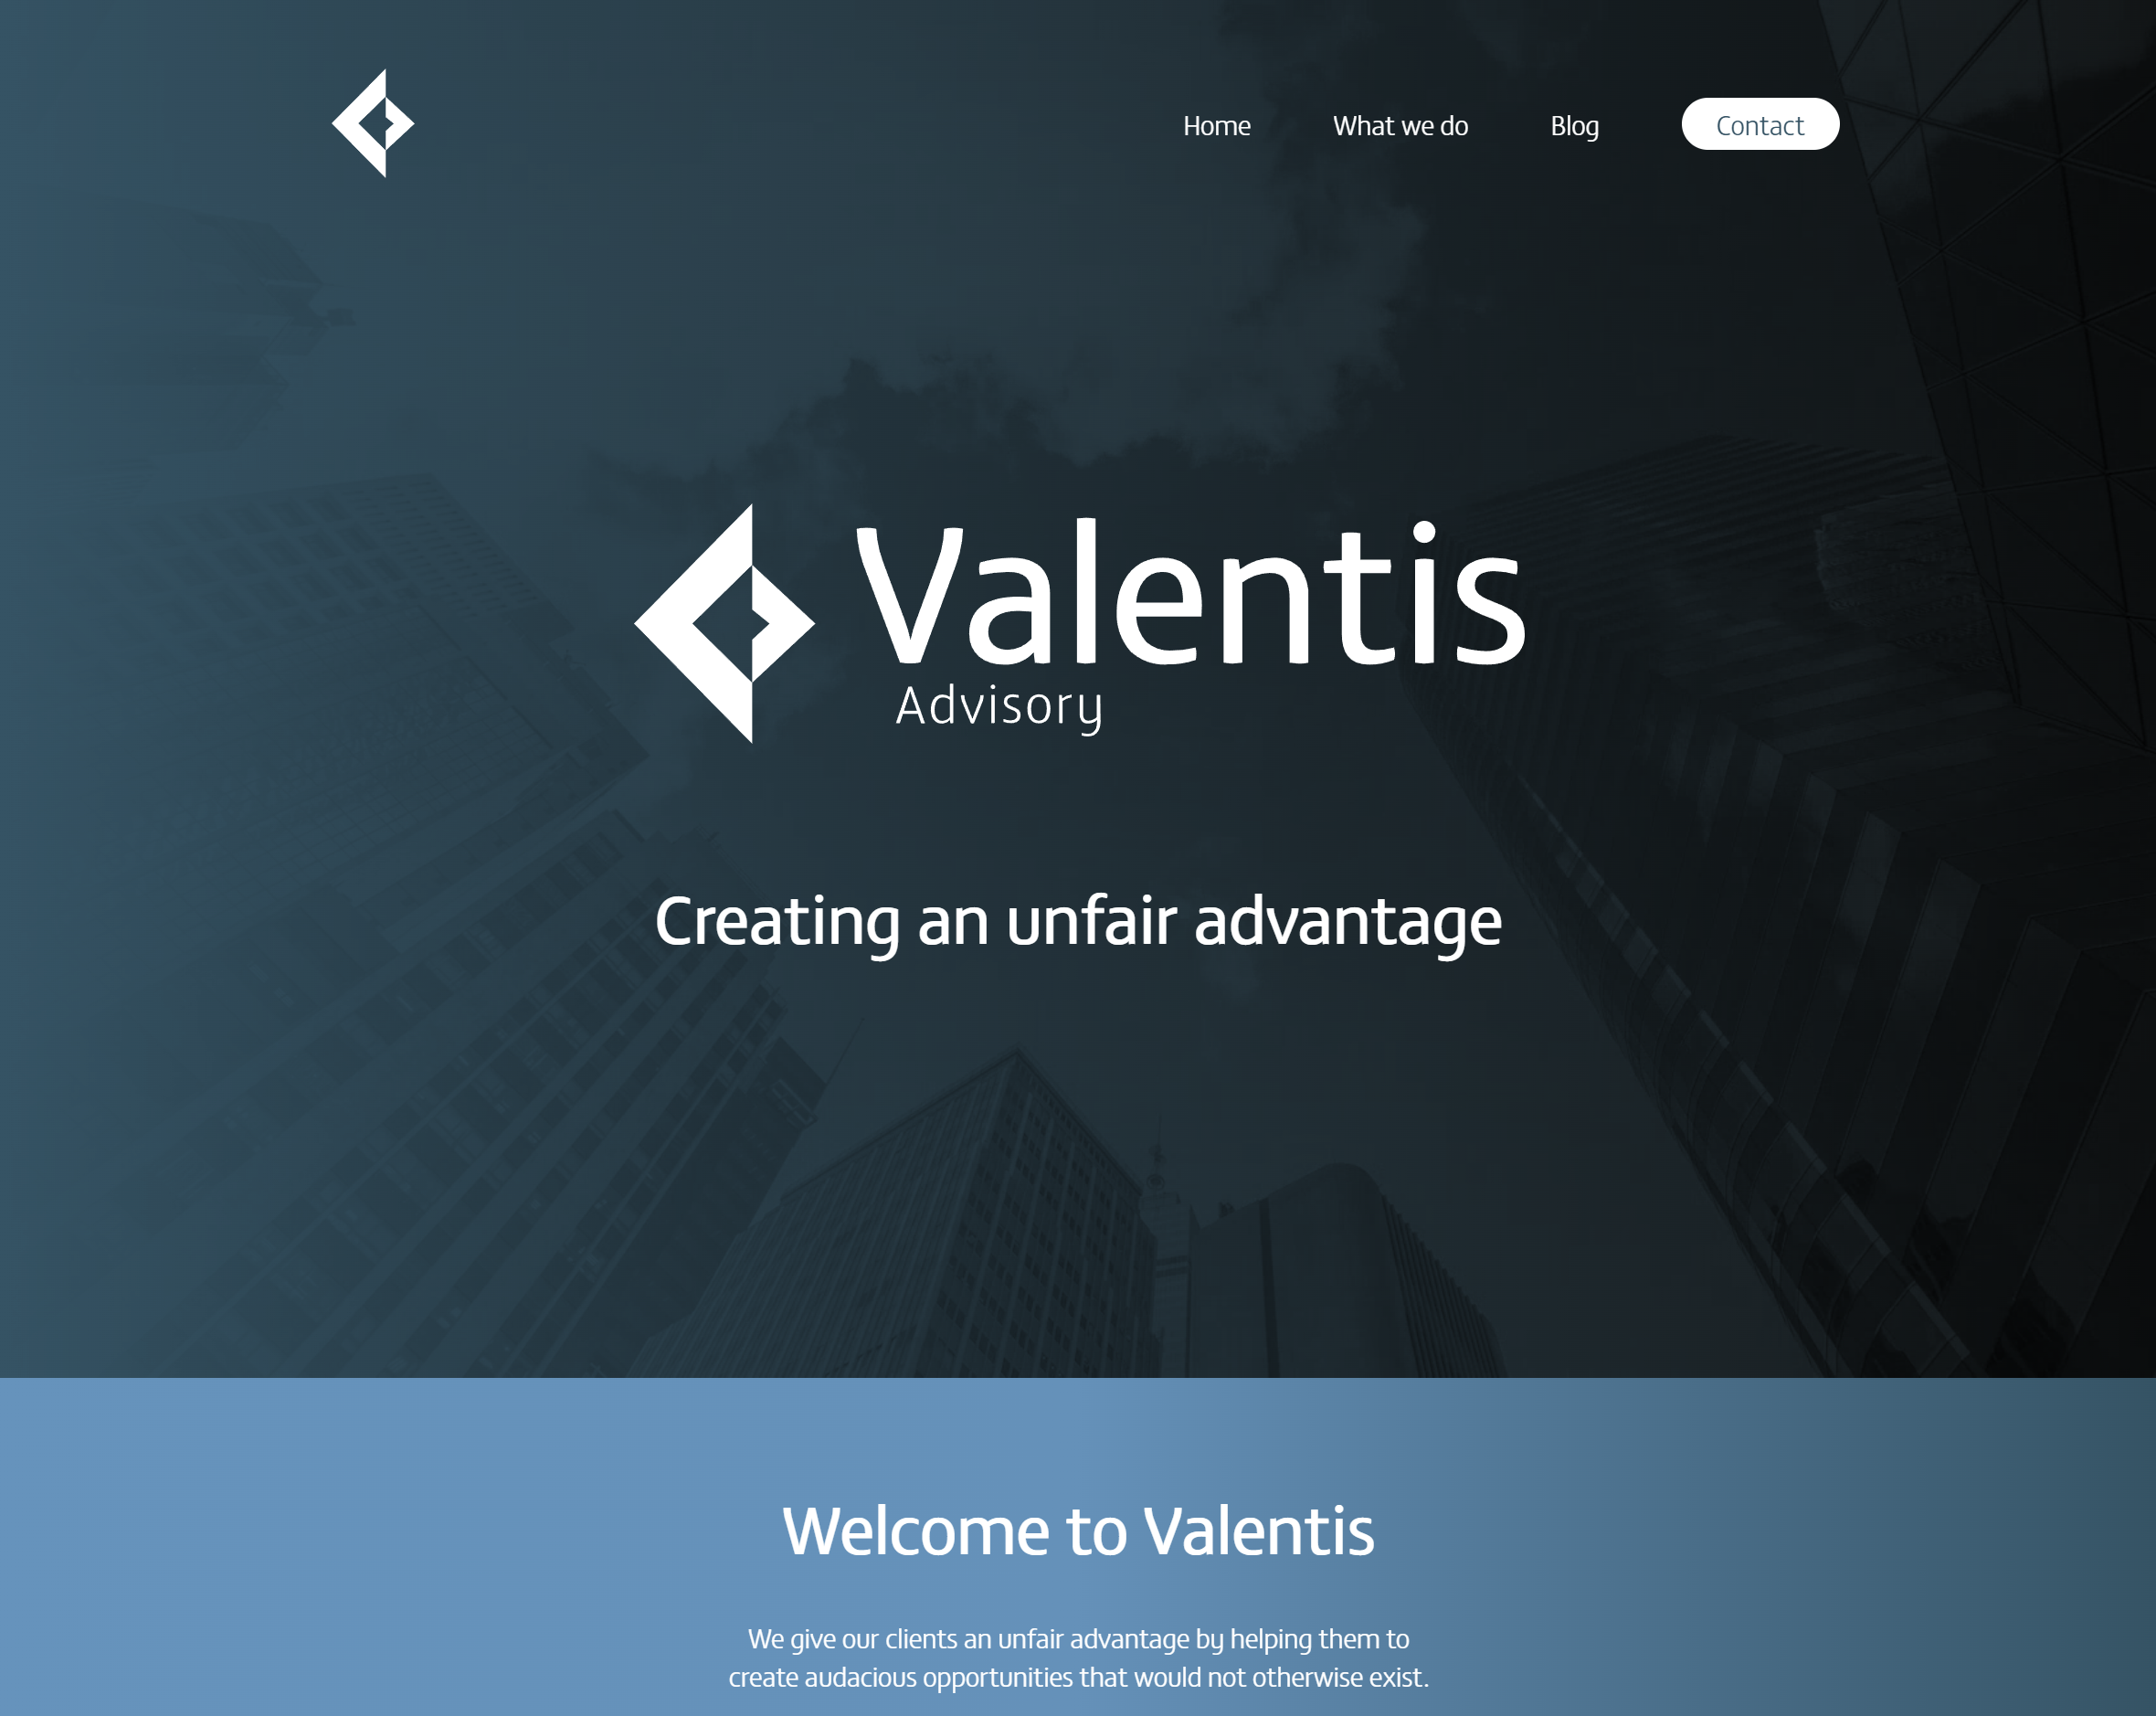 Home What we do Blog Contact
Valentis
Advisory
Creating an unfair advantage
Welcome to Valentis
We give our clients an unfair advantage by helping them to
create audacious opportunities that would not otherwise exist.